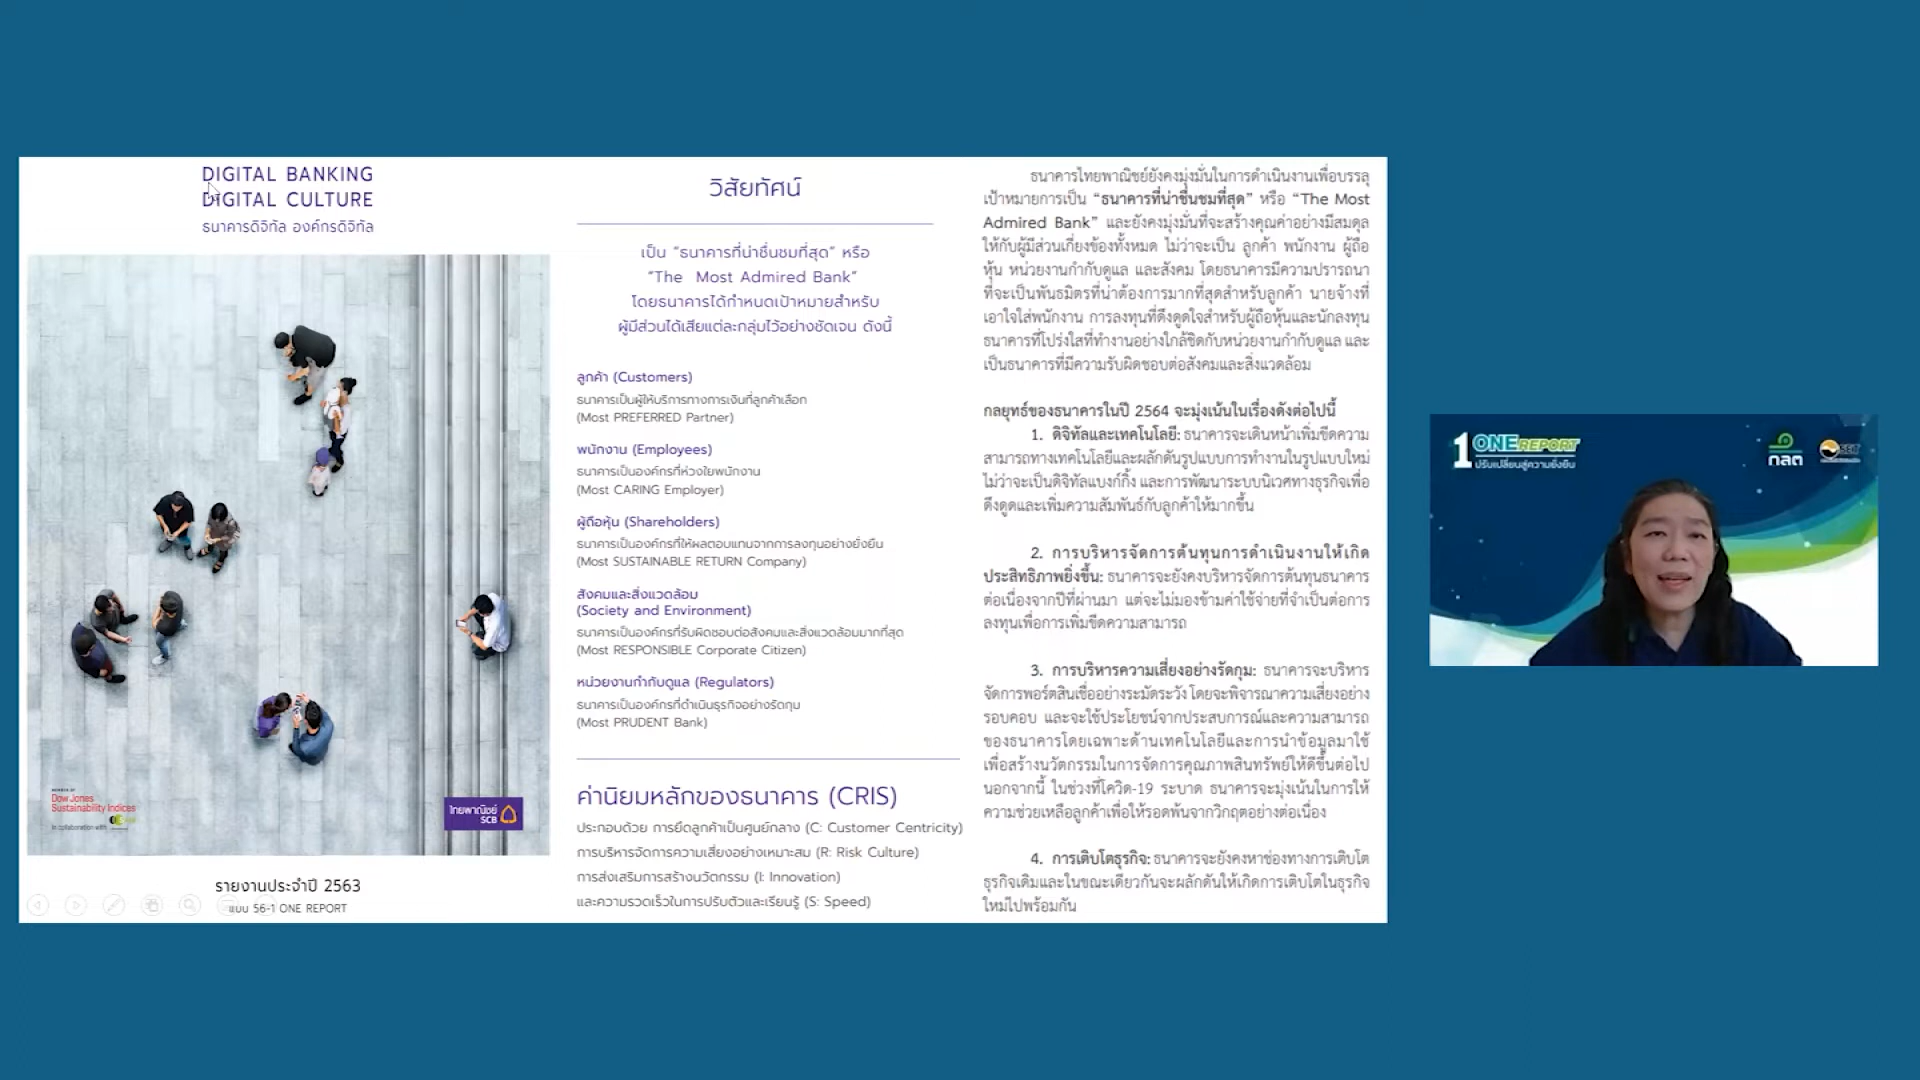 DIGITAL BANKING
DIGITAL CULTURE
ธนาคารดิจิทัล องค์กรดิจิทัล
Dow Jones
Sustainability Indices
In collaboration with
ไทยพาณิชย์
SCB
รายงานประจำปี 2563
แบบ 56-1 ONE REPORT
วิสัยทัศน์
เป็น “ธนาคารที่น่าชื่นชมที่สุด” หรือ
“The Most Admired Bank”
โดยธนาคารได้กำหนดเป้าหมายสำหรับ
ผู้มีส่วนได้เสียแต่ละกลุ่มไว้อย่างชัดเจน ดังนี้
ลูกค้า (Customers)
ธนาคารเป็นผู้ให้บริการทางการเงินที่ลูกค้าเลือก
(Most PREFERRED Partner)
พนักงาน (Employees)
ธนาคารเป็นองค์กรที่ห่วงใยพนักงาน
(Most CARING Employer)
ผู้ถือหุ้น (Shareholders)
ธนาคารเป็นองค์กรที่ให้ผลตอบแทนจากการลงทุนอย่างยั่งยืน
(Most SUSTAINABLE RETURN Company)
สังคมและสิ่งแวดล้อม
(Society and Environment)
ธนาคารเป็นองค์กรที่รับผิดชอบต่อสังคมและสิ่งแวดล้อมมากที่สุด
(Most RESPONSIBLE Corporate Citizen)
หน่วยงานกำกับดูแล (Regulators)
ธนาคารเป็นองค์กรที่ดำเนินธุรกิจอย่างรัดกุม
(Most PRUDENT Bank)
ค่านิยมหลักของธนาคาร (CRIS)
ประกอบด้วย การยึดลูกค้าเป็นศูนย์กลาง (C: Customer Centricity)
การบริหารจัดการความเสี่ยงอย่างเหมาะสม (R: Risk Culture)
การส่งเสริมการสร้างนวัตกรรม (I: Innovation)
และความรวดเร็วในการปรับตัวและเรียนรู้ (S: Speed)
ธนาคารไทยพาณิชย์ยังคงมุ่งมั่นในการดำเนินงานเพื่อบรรลุ
เป้าหมายการเป็น “ธนาคารที่น่าชื่นชมที่สุด” หรือ “The Most
Admired Bank” และยังคงมุ่งมั่นที่จะสร้างคุณค่าอย่างมีสมดุล
ให้กับผู้มีส่วนเกี่ยวข้องทั้งหมด ไม่ว่าจะเป็น ลูกค้า พนักงาน ผู้ถือ
หุ้น หน่วยงานกำกับดูแล และสังคม โดยธนาคารมีความปรารถนา
ที่จะเป็นพันธมิตรที่น่าต้องการมากที่สุดสำหรับลูกค้า นายจ้างที่
เอาใจใส่พนักงาน การลงทุนที่ดึงดูดใจสำหรับผู้ถือหุ้นและนักลงทุน
ธนาคารที่โปร่งใสที่ทำงานอย่างใกล้ชิดกับหน่วยงานกำกับดูแล และ
เป็นธนาคารที่มีความรับผิดชอบต่อสังคมและสิ่งแวดล้อม
กลยุทธ์ของธนาคารในปี 2564 จะมุ่งเน้นในเรื่องดังต่อไปนี้
1. ดิจิทัลและเทคโนโลยี: ธนาคารจะเดินหน้าเพิ่มขีดความ
สามารถทางเทคโนโลยีและผลักดันรูปแบบการทำงานในรูปแบบใหม่
ไม่ว่าจะเป็นดิจิทัลแบงก์กิ้ง และการพัฒนาระบบนิเวศทางธุรกิจเพื่อ
ดึงดูดและเพิ่มความสัมพันธ์กับลูกค้าให้มากขึ้น
2. การบริหารจัดการต้นทุนการดำเนินงานให้เกิด
ประสิทธิภาพยิ่งขึ้น: ธนาคารจะยังคงบริหารจัดการต้นทุนธนาคาร
ต่อเนื่องจากปีที่ผ่านมา แต่จะไม่มองข้ามค่าใช้จ่ายที่จำเป็นต่อการ
ลงทุนเพื่อการเพิ่มขีดความสามารถ
3. การบริหารความเสี่ยงอย่างรัดกุม: ธนาคารจะบริหาร
จัดการพอร์ตสินเชื่ออย่างระมัดระวัง โดยจะพิจารณาความเสี่ยงอย่าง
รอบคอบ และจะใช้ประโยชน์จากประสบการณ์และความสามารถ
ของธนาคารโดยเฉพาะด้านเทคโนโลยีและการนำข้อมูลมาใช้
เพื่อสร้างนวัตกรรมในการจัดการคุณภาพสินทรัพย์ให้ดีขึ้นต่อไป
นอกจากนี้ ในช่วงที่โควิด-19 ระบาด ธนาคารจะมุ่งเน้นในการให้
ความช่วยเหลือลูกค้าเพื่อให้รอดพ้นจากวิกฤตอย่างต่อเนื่อง
4. การเติบโตธุรกิจ: ธนาคารจะยังคงหาช่องทางการเติบโต
ธุรกิจเดิมและในขณะเดียวกันจะผลักดันให้เกิดการเติบโตในธุรกิจ
ใหม่ไปพร้อมกัน
1 ONE REPORT
ปรับเปลี่ยนสู่ความยั่งยืน
กลต
SET